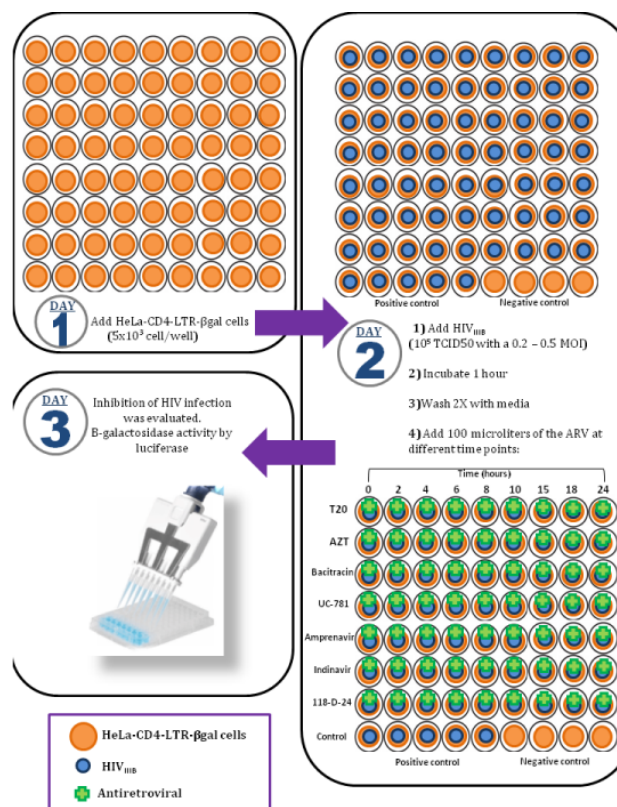 DAY
1
Add HeLa-CD4-LTR-βgal cells
(5x10³ cell/well)
Positive control
Negative control
DAY
2
1) Add HIV_IIIB
(10⁵ TCID50 with a 0.2 – 0.5 MOI)
2) Incubate 1 hour
3)Wash 2X with media
4) Add 100 microliters of the ARV at
different time points:
Time (hours)
0 2 4 6 8 10 15 18 24
T20
AZT
Bacitracin
UC-781
Amprenavir
Indinavir
118-D-24
Control
Positive control
Negative control
DAY
3
Inhibition of HIV infection
was evaluated.
B-galactosidase activity by
luciferase
HeLa-CD4-LTR-βgal cells
HIV_IIIB
Antiretroviral